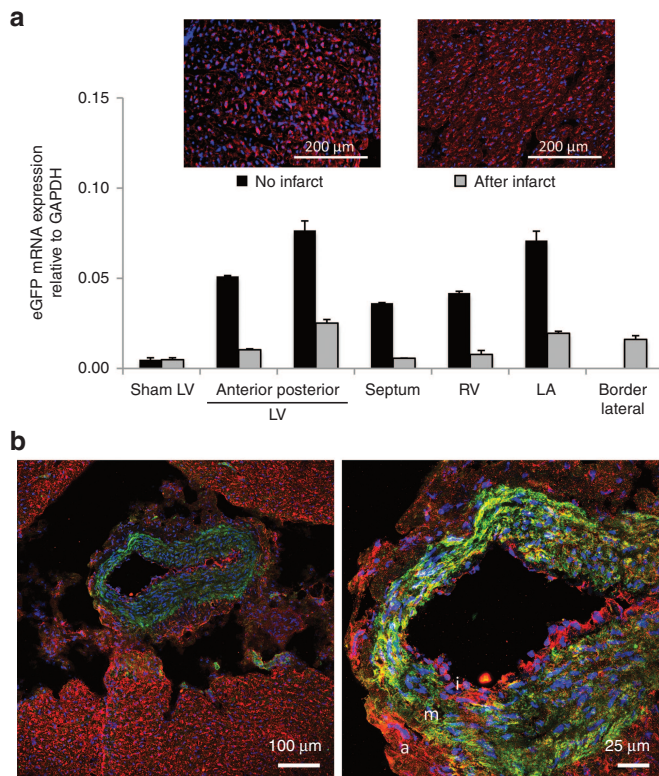 a
200 μm
200 μm
No infarct
After infarct
eGFP mRNA expression
relative to GAPDH
0.15
0.10
0.05
0.00
Sham LV
Anterior posterior
LV
Septum
RV
LA
Border
lateral
b
100 μm
i
m
a
25 μm